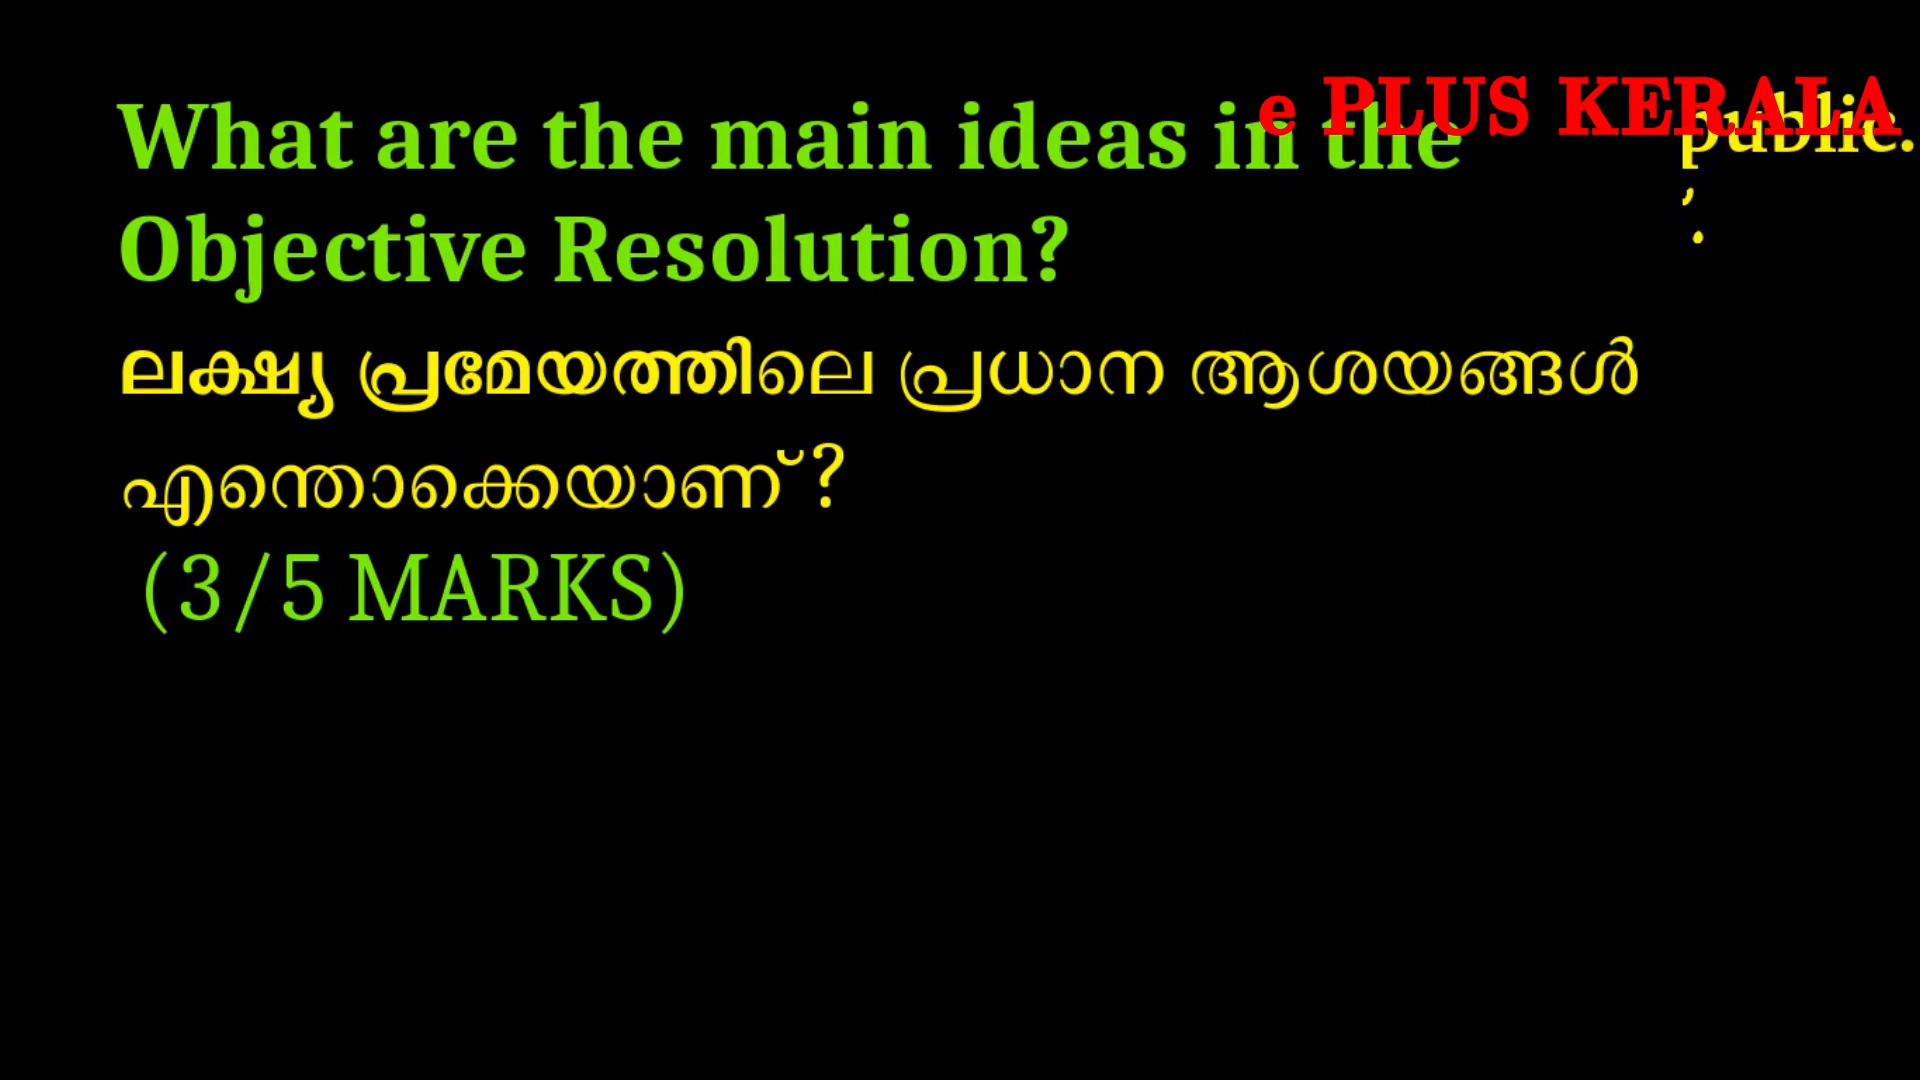 What are the main ideas in the
e PLUS KERALA
public.
Objective Resolution?
ലക്ഷ്യ പ്രമേയത്തിലെ പ്രധാന ആശയങ്ങൾ
എന്തൊക്കെയാണ്?
(3/5 MARKS)